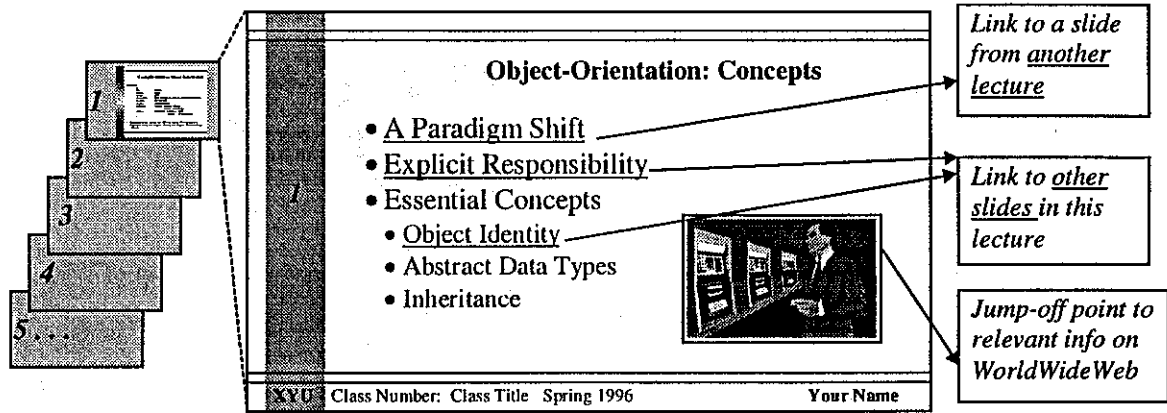 1
2
3
4
5...
Object-Orientation: Concepts
• A Paradigm Shift
• Explicit Responsibility
• Essential Concepts
• Object Identity
• Abstract Data Types
• Inheritance
1
XYU Class Number: Class Title Spring 1996 Your Name
Link to a slide
from another
lecture
Link to other
slides in this
lecture
Jump-off point to
relevant info on
WorldWideWeb